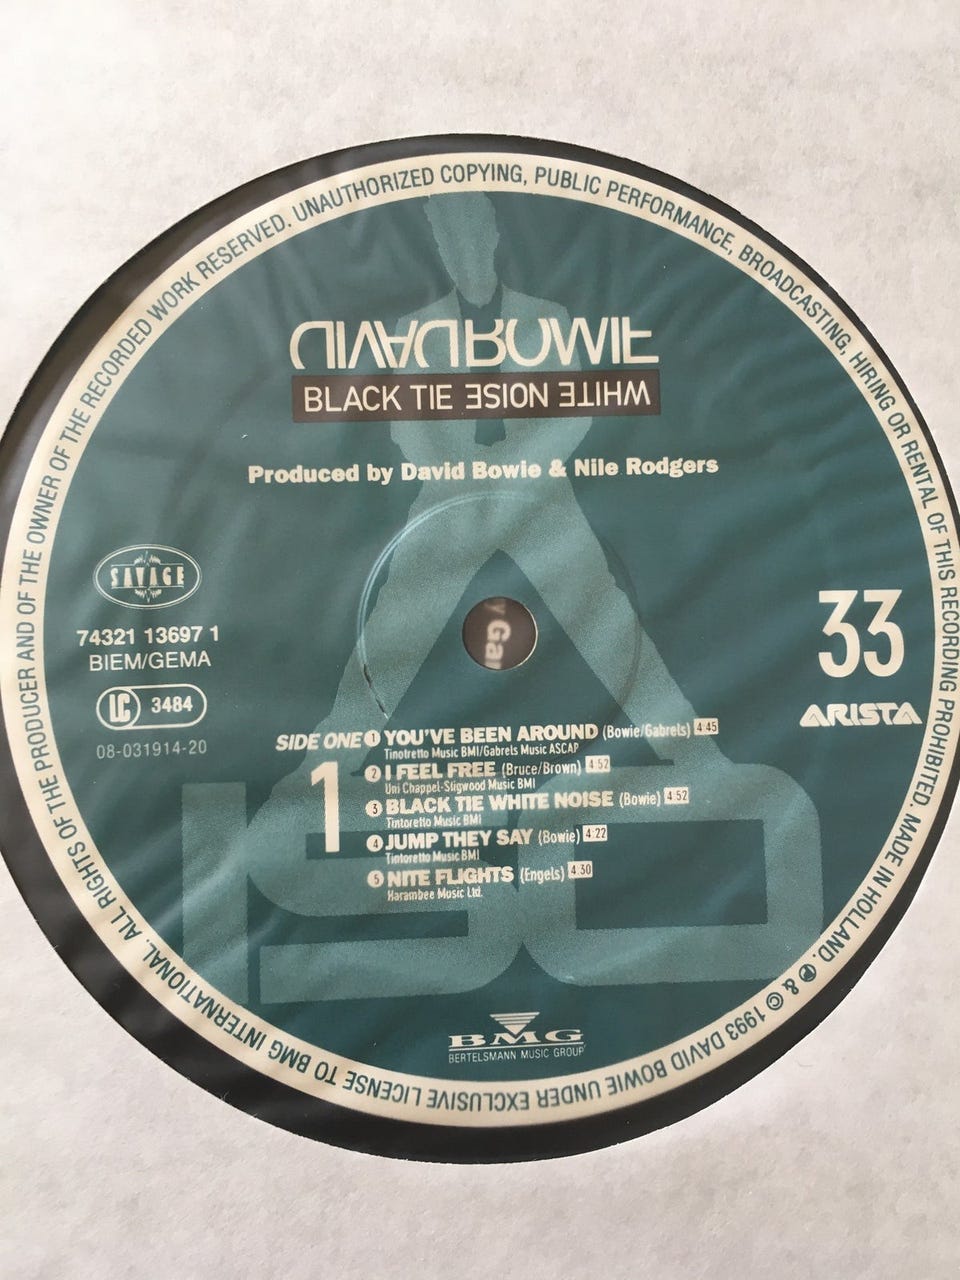 ALL RIGHTS OF THE PRODUCER AND OF THE OWNER OF THE RECORDED WORK RESERVED. UNAUTHORIZED COPYING, PUBLIC PERFORMANCE, BROADCASTING, HIRING OR RENTAL OF THIS RECORDING PROHIBITED. MADE IN HOLLAND. ℗ & © 1993 DAVID BOWIE UNDER EXCLUSIVE LICENSE TO BMG INTERNATIONAL.
DAVID BOWIE
BLACK TIE WHITE NOISE
Produced by David Bowie & Nile Rodgers
SAVAGE
74321 13697 1
BIEM/GEMA
LC 3484
08-031914-20
33
ARISTA
SIDE ONE
1
1 YOU'VE BEEN AROUND (Bowie/Gabrels) 4:45
Tinotretto Music BMI/Gabrels Music ASCAP
2 I FEEL FREE (Bruce/Brown) 4:52
Uni Chappel-Stigwood Music BMI
3 BLACK TIE WHITE NOISE (Bowie) 4:52
Tintoretto Music BMI
4 JUMP THEY SAY (Bowie) 4:22
Tintoretto Music BMI
5 NITE FLIGHTS (Engels) 4:30
Karambee Music Ltd.
BMG
BERTELSMANN MUSIC GROUP